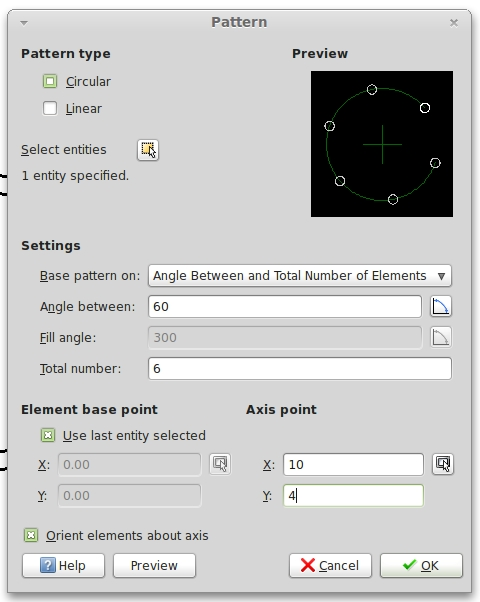 Pattern
Pattern type
Preview
Circular
Linear
Select entities
1 entity specified.
Settings
Base pattern on: Angle Between and Total Number of Elements
Angle between: 60
Fill angle: 300
Total number: 6
Element base point
Axis point
Use last entity selected
X: 0.00
X: 10
Y: 0.00
Y: 4
Orient elements about axis
? Help
Preview
Cancel
OK